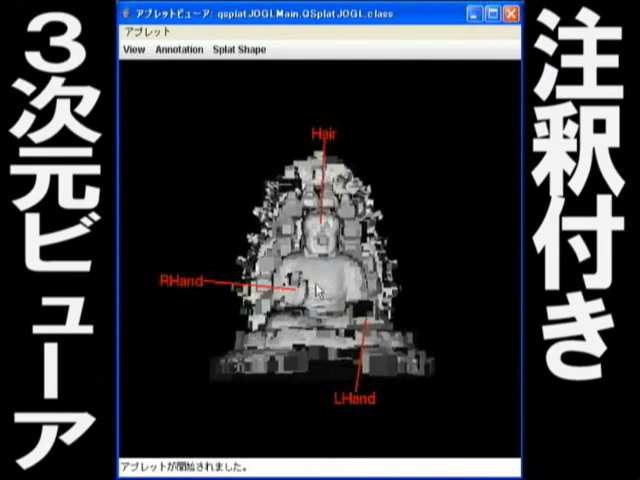 注釈付き
3次元ビューア
アプレットビューア: qsplatJOGLMain.QSplatJOGL.class
アプレット
View Annotation Splat Shape
Hair
RHand
LHand
アプレットが開始されました。